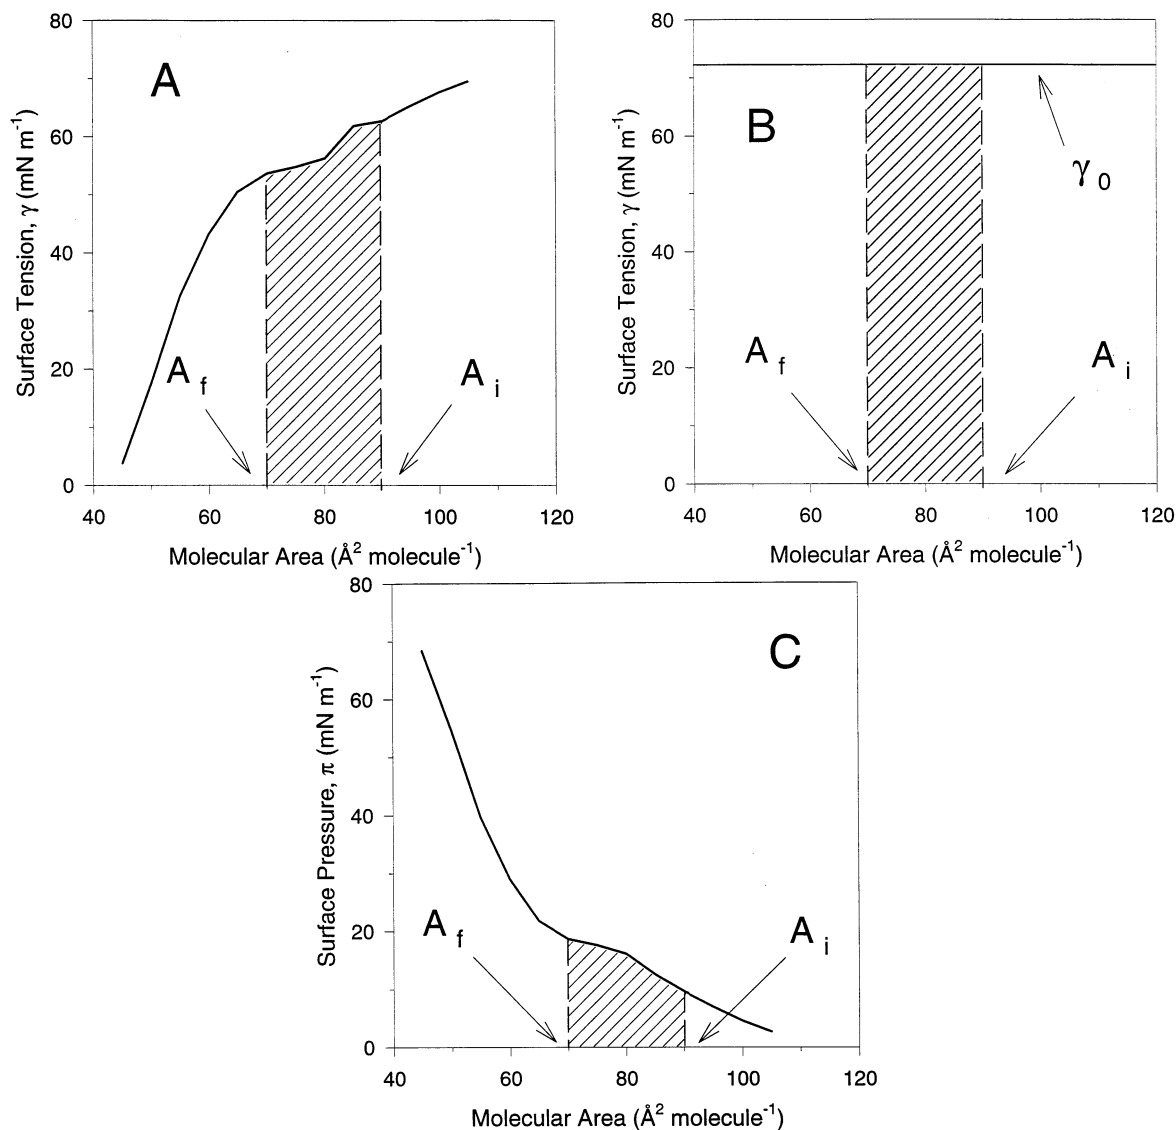 A
Surface Tension, γ (mN m⁻¹)
80
60
40
20
0
A f
A i
40 60 80 100 120
Molecular Area (Å² molecule⁻¹)
B
Surface Tension, γ (mN m⁻¹)
80
60
40
20
0
γ 0
A f
A i
40 60 80 100 120
Molecular Area (Å² molecule⁻¹)
C
Surface Pressure, π (mN m⁻¹)
80
60
40
20
0
A f
A i
40 60 80 100 120
Molecular Area (Å² molecule⁻¹)